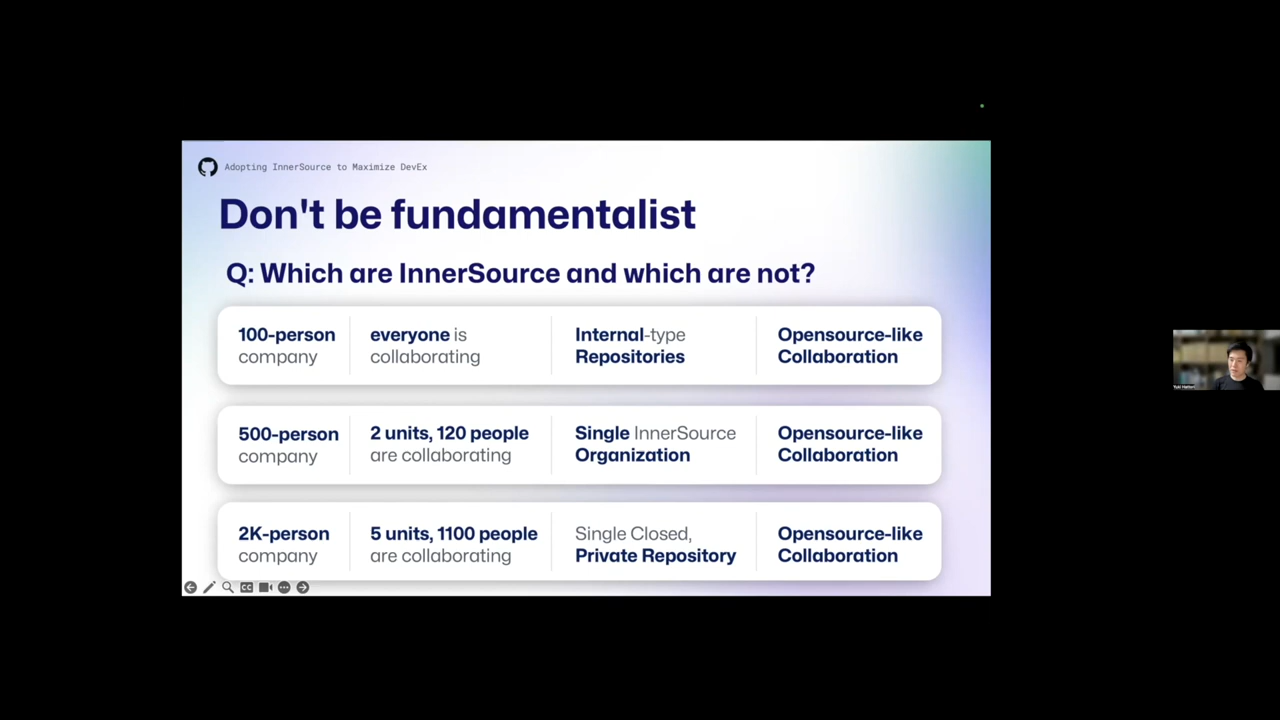 Adopting InnerSource to Maximize DevEx
Don't be fundamentalist
Q: Which are InnerSource and which are not?
100-person
company
everyone is
collaborating
Internal-type
Repositories
Opensource-like
Collaboration
500-person
company
2 units, 120 people
are collaborating
Single InnerSource
Organization
Opensource-like
Collaboration
2K-person
company
5 units, 1100 people
are collaborating
Single Closed,
Private Repository
Opensource-like
Collaboration
CC
Yuki Hattori